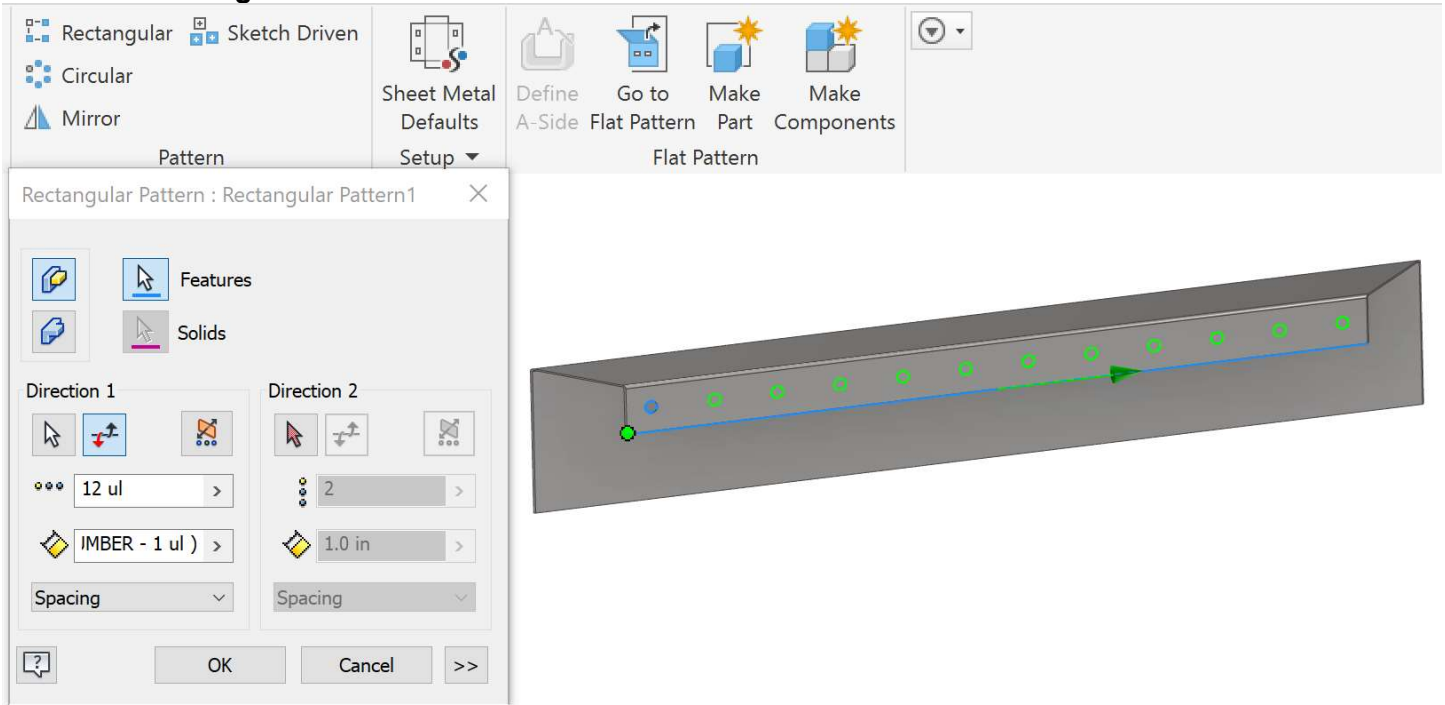 Rectangular Sketch Driven
Circular
Mirror
Pattern
Sheet Metal
Defaults
Setup
Define
A-Side
Go to
Flat Pattern
Make
Part
Make
Components
Flat Pattern
Rectangular Pattern : Rectangular Pattern1
Features
Solids
Direction 1
Direction 2
12 ul
2
IMBER - 1 ul )
1.0 in
Spacing
Spacing
OK
Cancel
>>